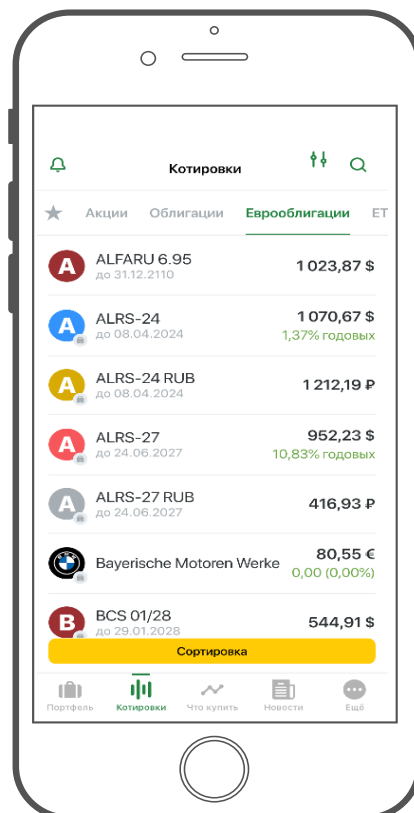 Котировки
Акции Облигации Еврооблигации ET
A ALFARU 6.95 1 023,87 $
до 31.12.2110
A ALRS-24 1 070,67 $
до 08.04.2024 1,37% годовых
A ALRS-24 RUB 1 212,19 ₽
до 08.04.2024
A ALRS-27 952,23 $
до 24.06.2027 10,83% годовых
A ALRS-27 RUB 416,93 ₽
до 24.06.2027
Bayerische Motoren Werke 80,55 €
0,00 (0,00%)
B BCS 01/28 544,91 $
до 29.01.2028
Сортировка
Портфель Котировки Что купить Новости Ещё